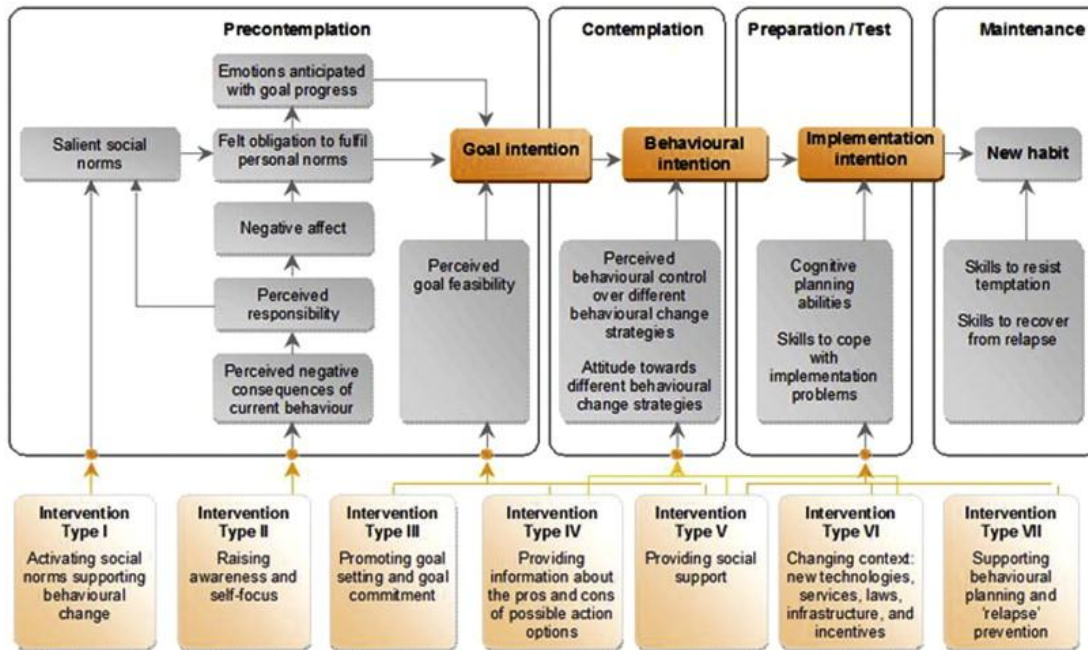 Precontemplation
Contemplation
Preparation /Test
Maintenance
Emotions anticipated
with goal progress
Salient social
norms
Felt obligation to fulfil
personal norms
Goal intention
Behavioural
intention
Implementation
intention
New habit
Negative affect
Perceived
responsibility
Perceived negative
consequences of
current behaviour
Perceived
goal feasibility
Perceived
behavioural control
over different
behavioural change
strategies
Attitude towards
different behavioural
change strategies
Cognitive
planning
abilities
Skills to cope
with
implementation
problems
Skills to resist
temptation
Skills to recover
from relapse
Intervention
Type I
Activating social
norms supporting
behavioural
change
Intervention
Type II
Raising
awareness and
self-focus
Intervention
Type III
Promoting goal
setting and goal
commitment
Intervention
Type IV
Providing
information about
the pros and cons
of possible action
options
Intervention
Type V
Providing social
support
Intervention
Type VI
Changing context:
new technologies,
services, laws,
infrastructure, and
incentives
Intervention
Type VII
Supporting
behavioural
planning and
'relapse'
prevention